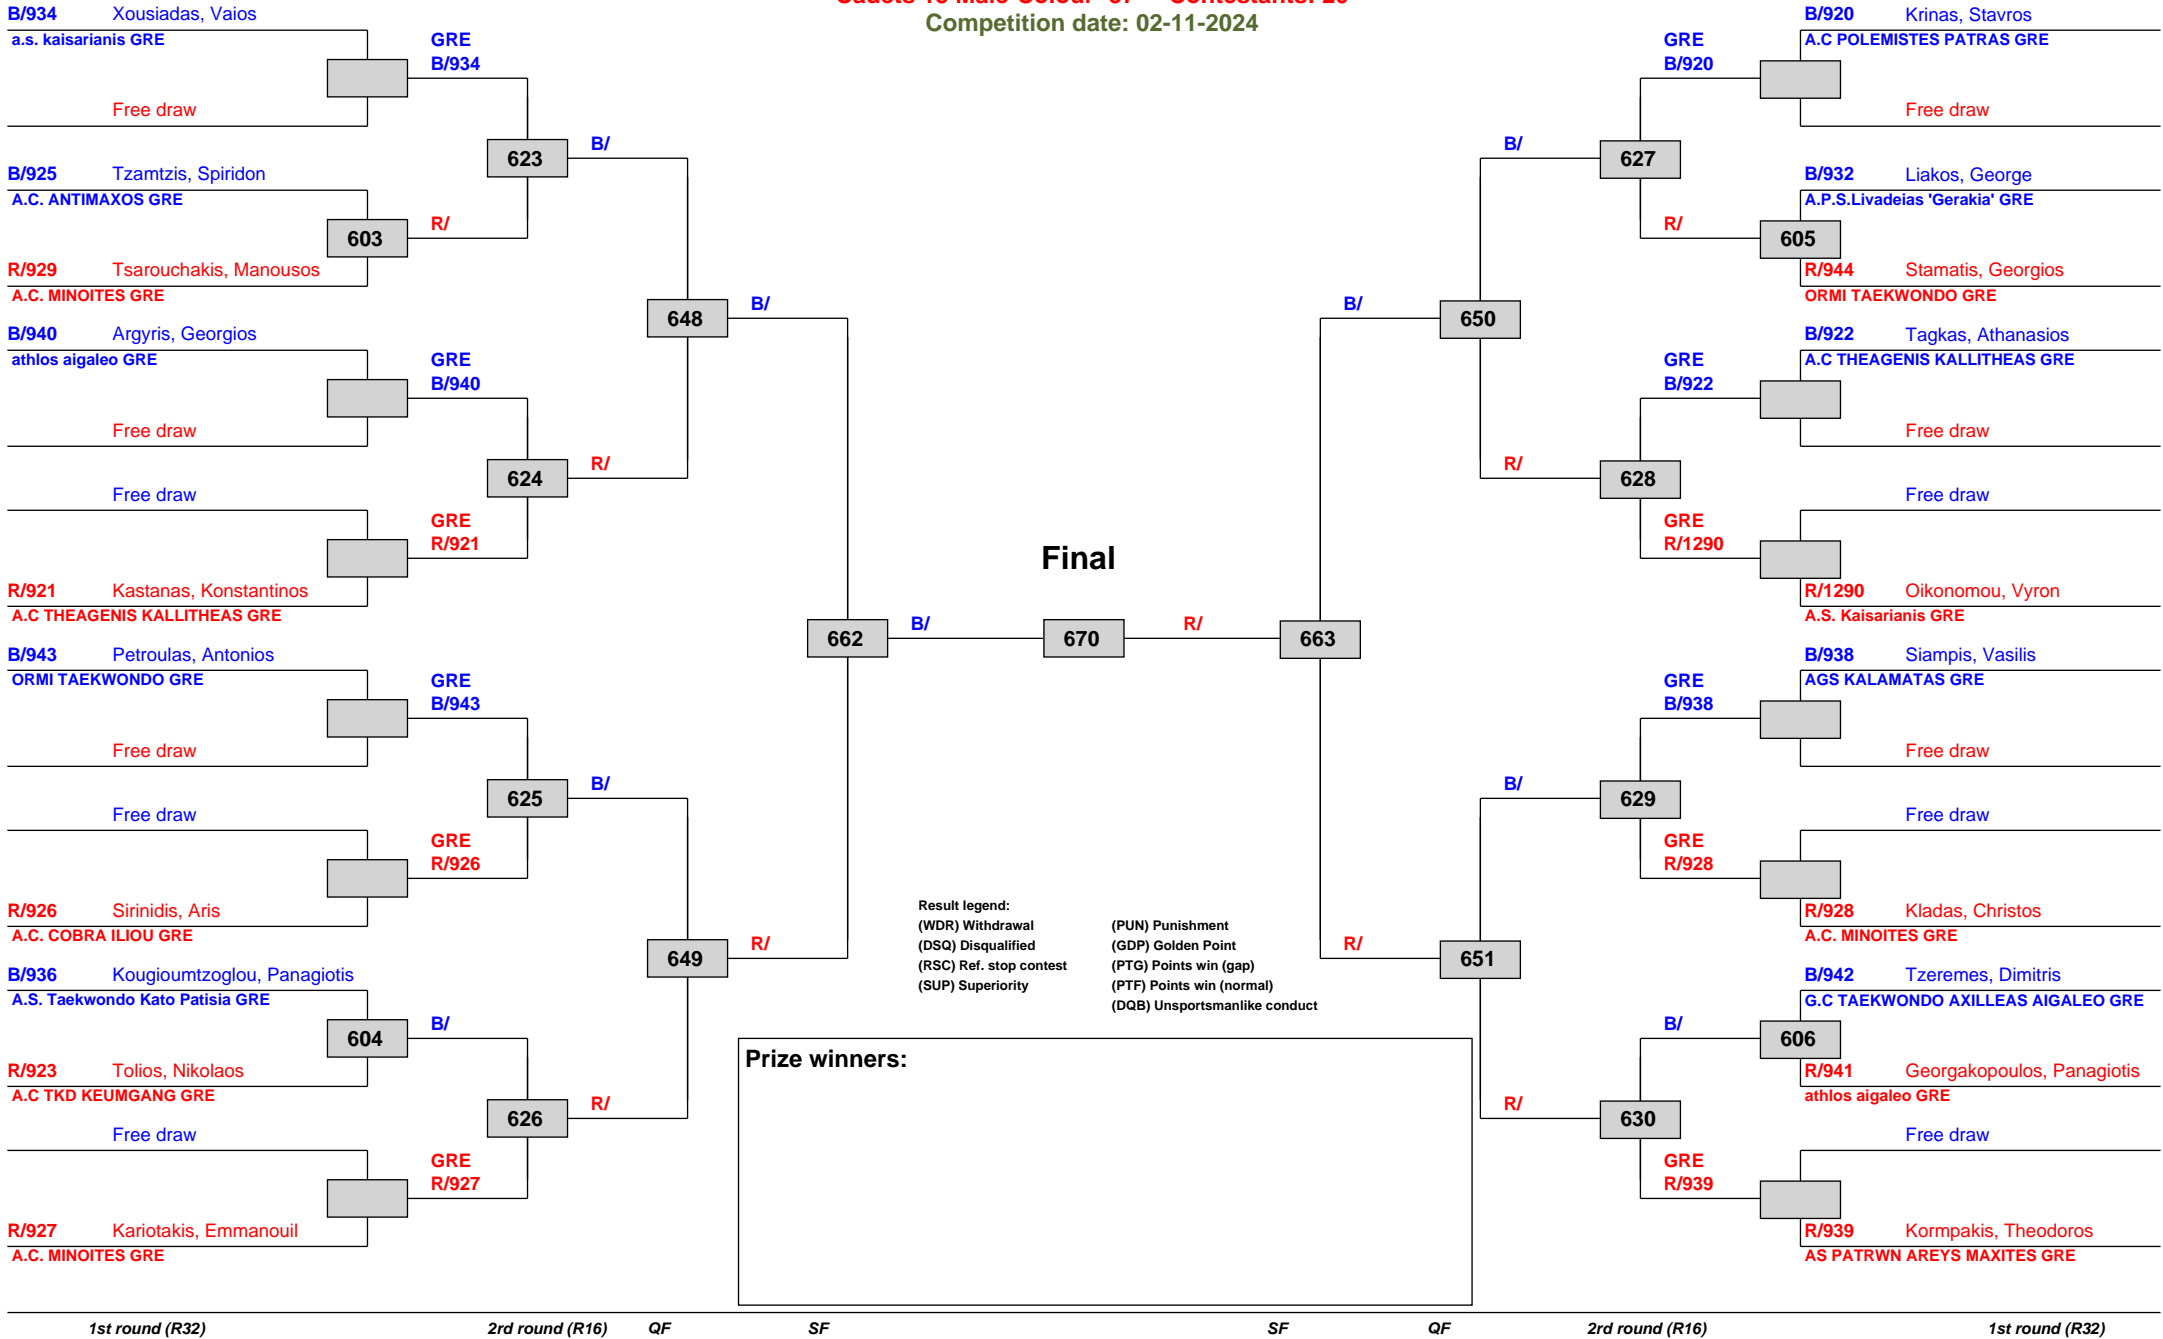 Competition date: 02-11-2024
B/934 Xousiadas, Vaios
a.s. kaisarianis GRE
Free draw
GRE
B/934
B/925 Tzamtzis, Spiridon
A.C. ANTIMAXOS GRE
603
R/929 Tsarouchakis, Manousos
A.C. MINOITES GRE
R/
623
B/
B/940 Argyris, Georgios
athlos aigaleo GRE
Free draw
GRE
B/940
Free draw
R/921 Kastanas, Konstantinos
A.C THEAGENIS KALLITHEAS GRE
GRE
R/921
624
R/
648
B/
B/943 Petroulas, Antonios
ORMI TAEKWONDO GRE
Free draw
GRE
B/943
Free draw
R/926 Sirinidis, Aris
A.C. COBRA ILIOU GRE
GRE
R/926
625
B/
B/936 Kougioumtzoglou, Panagiotis
A.S. Taekwondo Kato Patisia GRE
604
R/923 Tolios, Nikolaos
A.C TKD KEUMGANG GRE
B/
Free draw
R/927 Kariotakis, Emmanouil
A.C. MINOITES GRE
GRE
R/927
626
R/
649
R/
662
B/
Final
670
R/
663
B/920 Krinas, Stavros
A.C POLEMISTES PATRAS GRE
Free draw
GRE
B/920
B/932 Liakos, George
A.P.S.Livadeias 'Gerakia' GRE
605
R/944 Stamatis, Georgios
ORMI TAEKWONDO GRE
R/
627
B/
B/922 Tagkas, Athanasios
A.C THEAGENIS KALLITHEAS GRE
Free draw
GRE
B/922
Free draw
R/1290 Oikonomou, Vyron
A.S. Kaisarianis GRE
GRE
R/1290
628
R/
650
B/
B/938 Siampis, Vasilis
AGS KALAMATAS GRE
Free draw
GRE
B/938
Free draw
R/928 Kladas, Christos
A.C. MINOITES GRE
GRE
R/928
629
B/
B/942 Tzeremes, Dimitris
G.C TAEKWONDO AXILLEAS AIGALEO GRE
606
R/941 Georgakopoulos, Panagiotis
athlos aigaleo GRE
B/
Free draw
R/939 Kormpakis, Theodoros
AS PATRWN AREYS MAXITES GRE
GRE
R/939
630
R/
651
R/
Result legend:
(WDR) Withdrawal (PUN) Punishment
(DSQ) Disqualified (GDP) Golden Point
(RSC) Ref. stop contest (PTG) Points win (gap)
(SUP) Superiority (PTF) Points win (normal)
(DQB) Unsportsmanlike conduct
Prize winners:
1st round (R32) 2rd round (R16) QF SF SF QF 2rd round (R16) 1st round (R32)